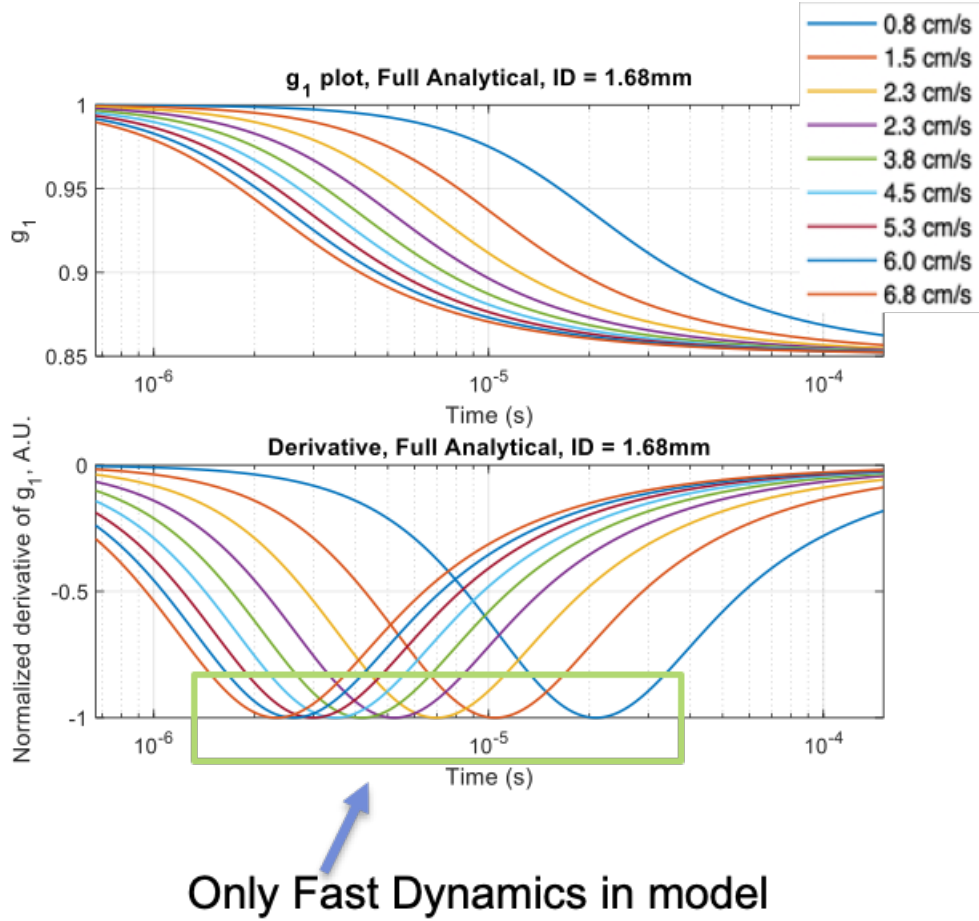 0.8 cm/s
1.5 cm/s
2.3 cm/s
2.3 cm/s
3.8 cm/s
4.5 cm/s
5.3 cm/s
6.0 cm/s
6.8 cm/s
g₁ plot, Full Analytical, ID = 1.68mm
1
0.95
0.9
0.85
g₁
10⁻⁶ 10⁻⁵ 10⁻⁴
Time (s)
Derivative, Full Analytical, ID = 1.68mm
0
-0.5
-1
Normalized derivative of g₁, A.U.
10⁻⁶ 10⁻⁵ 10⁻⁴
Time (s)
Only Fast Dynamics in model